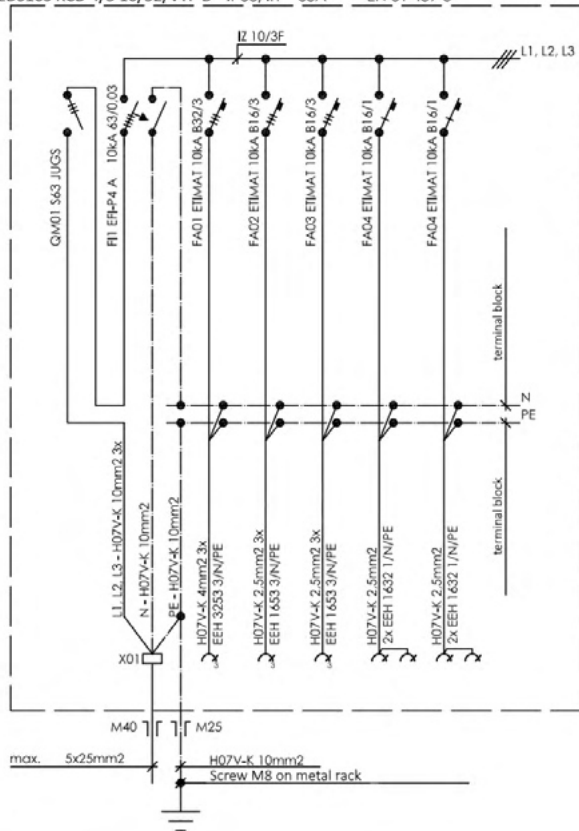 IZ 10/3F
L1, L2, L3
QM01 S63 JUGS
FI1 EFI-P4 A 10kA 63/0,03
FA01 ETIMAT 10kA B32/3
FA02 ETIMAT 10kA B16/3
FA03 ETIMAT 10kA B16/3
FA04 ETIMAT 10kA B16/1
FA04 ETIMAT 10kA B16/1
terminal block
N
PE
terminal block
L1, L2, L3 - H07V-K 10mm2 3x
N - H07V-K 10mm2
PE - H07V-K 10mm2
H07V-K 4mm2 3x
EEH 3253 3/N/PE
H07V-K 2,5mm2 3x
EEH 1653 3/N/PE
H07V-K 2,5mm2 3x
EEH 1653 3/N/PE
H07V-K 2,5mm2
2x EEH 1632 1/N/PE
H07V-K 2,5mm2
2x EEH 1632 1/N/PE
X01
3
3
3
M40
M25
max. 5x25mm2
H07V-K 10mm2
Screw M8 on metal rack